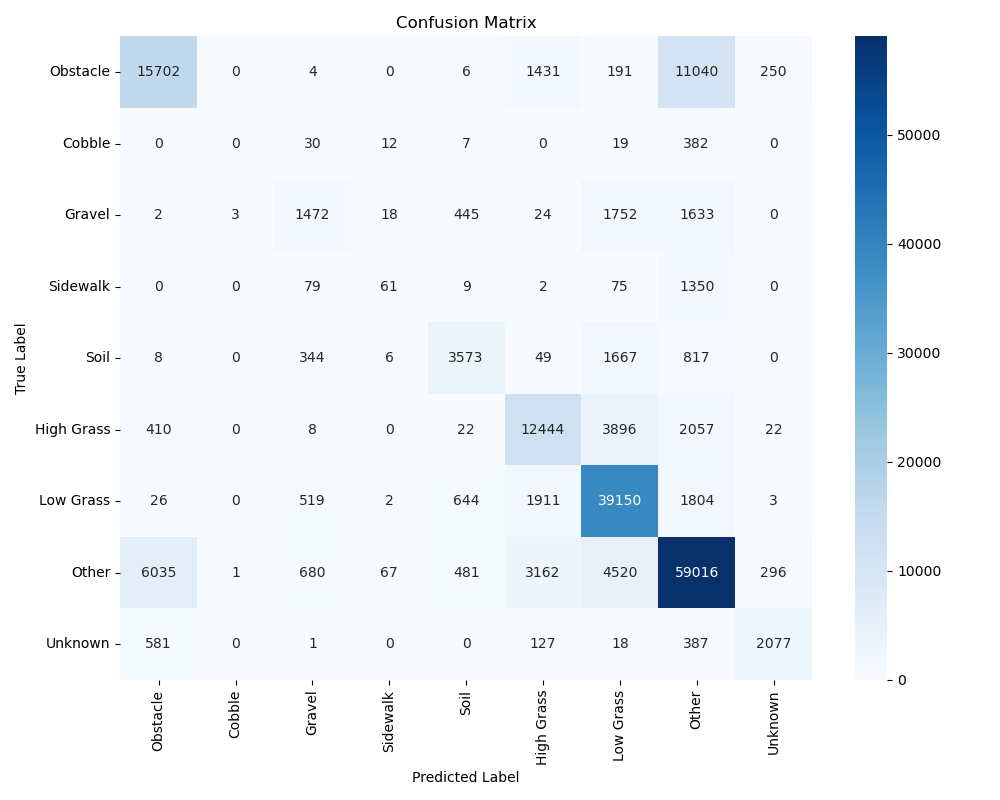 Confusion Matrix
Obstacle 15702 0 4 0 6 1431 191 11040 250
Cobble 0 0 30 12 7 0 19 382 0
Gravel 2 3 1472 18 445 24 1752 1633 0
Sidewalk 0 0 79 61 9 2 75 1350 0
Soil 8 0 344 6 3573 49 1667 817 0
High Grass 410 0 8 0 22 12444 3896 2057 22
Low Grass 26 0 519 2 644 1911 39150 1804 3
Other 6035 1 680 67 481 3162 4520 59016 296
Unknown 581 0 1 0 0 127 18 387 2077
True Label
Obstacle Cobble Gravel Sidewalk Soil High Grass Low Grass Other Unknown
Predicted Label
50000
40000
30000
20000
10000
0